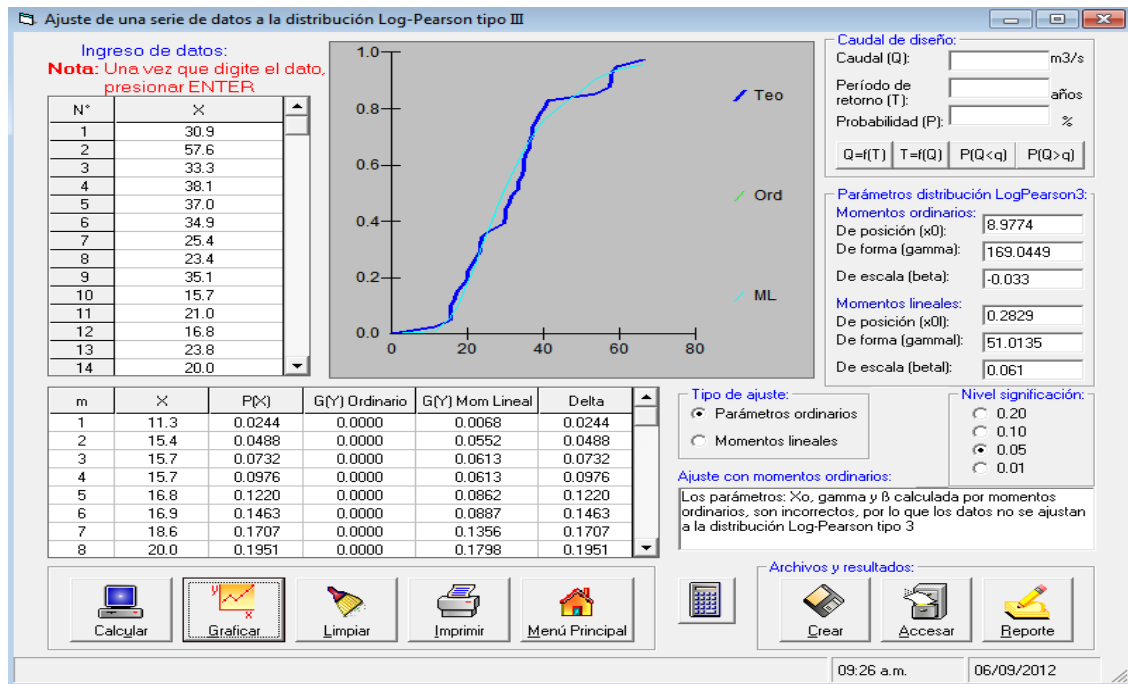 Ajuste de una serie de datos a la distribución Log-Pearson tipo III
Ingreso de datos:
Nota: Una vez que digite el dato,
presionar ENTER
N° X
1 30.9
2 57.6
3 33.3
4 38.1
5 37.0
6 34.9
7 25.4
8 23.4
9 35.1
10 15.7
11 21.0
12 16.8
13 23.8
14 20.0
1.0
0.8
0.6
0.4
0.2
0.0
0 20 40 60 80
Teo
Ord
ML
Caudal de diseño:
Caudal (Q): m3/s
Período de
retorno (T): años
Probabilidad (P): %
Q=f(T) T=f(Q) P(Q<q) P(Q>q)
Parámetros distribución LogPearson3:
Momentos ordinarios:
De posición (x0): 8.9774
De forma (gamma): 169.0449
De escala (beta): -0.033
Momentos lineales:
De posición (x0l): 0.2829
De forma (gammal): 51.0135
De escala (betal): 0.061
m X P(X) G(Y) Ordinario G(Y) Mom Lineal Delta
1 11.3 0.0244 0.0000 0.0068 0.0244
2 15.4 0.0488 0.0000 0.0552 0.0488
3 15.7 0.0732 0.0000 0.0613 0.0732
4 15.7 0.0976 0.0000 0.0613 0.0976
5 16.8 0.1220 0.0000 0.0862 0.1220
6 16.9 0.1463 0.0000 0.0887 0.1463
7 18.6 0.1707 0.0000 0.1356 0.1707
8 20.0 0.1951 0.0000 0.1798 0.1951
Tipo de ajuste:
Parámetros ordinarios
Momentos lineales
Nivel significación:
0.20
0.10
0.05
0.01
Ajuste con momentos ordinarios:
Los parámetros: Xo, gamma y ß calculada por momentos
ordinarios, son incorrectos, por lo que los datos no se ajustan
a la distribución Log-Pearson tipo 3
Calcular Graficar Limpiar Imprimir Menú Principal
Archivos y resultados:
Crear Accesar Reporte
09:26 a.m. 06/09/2012